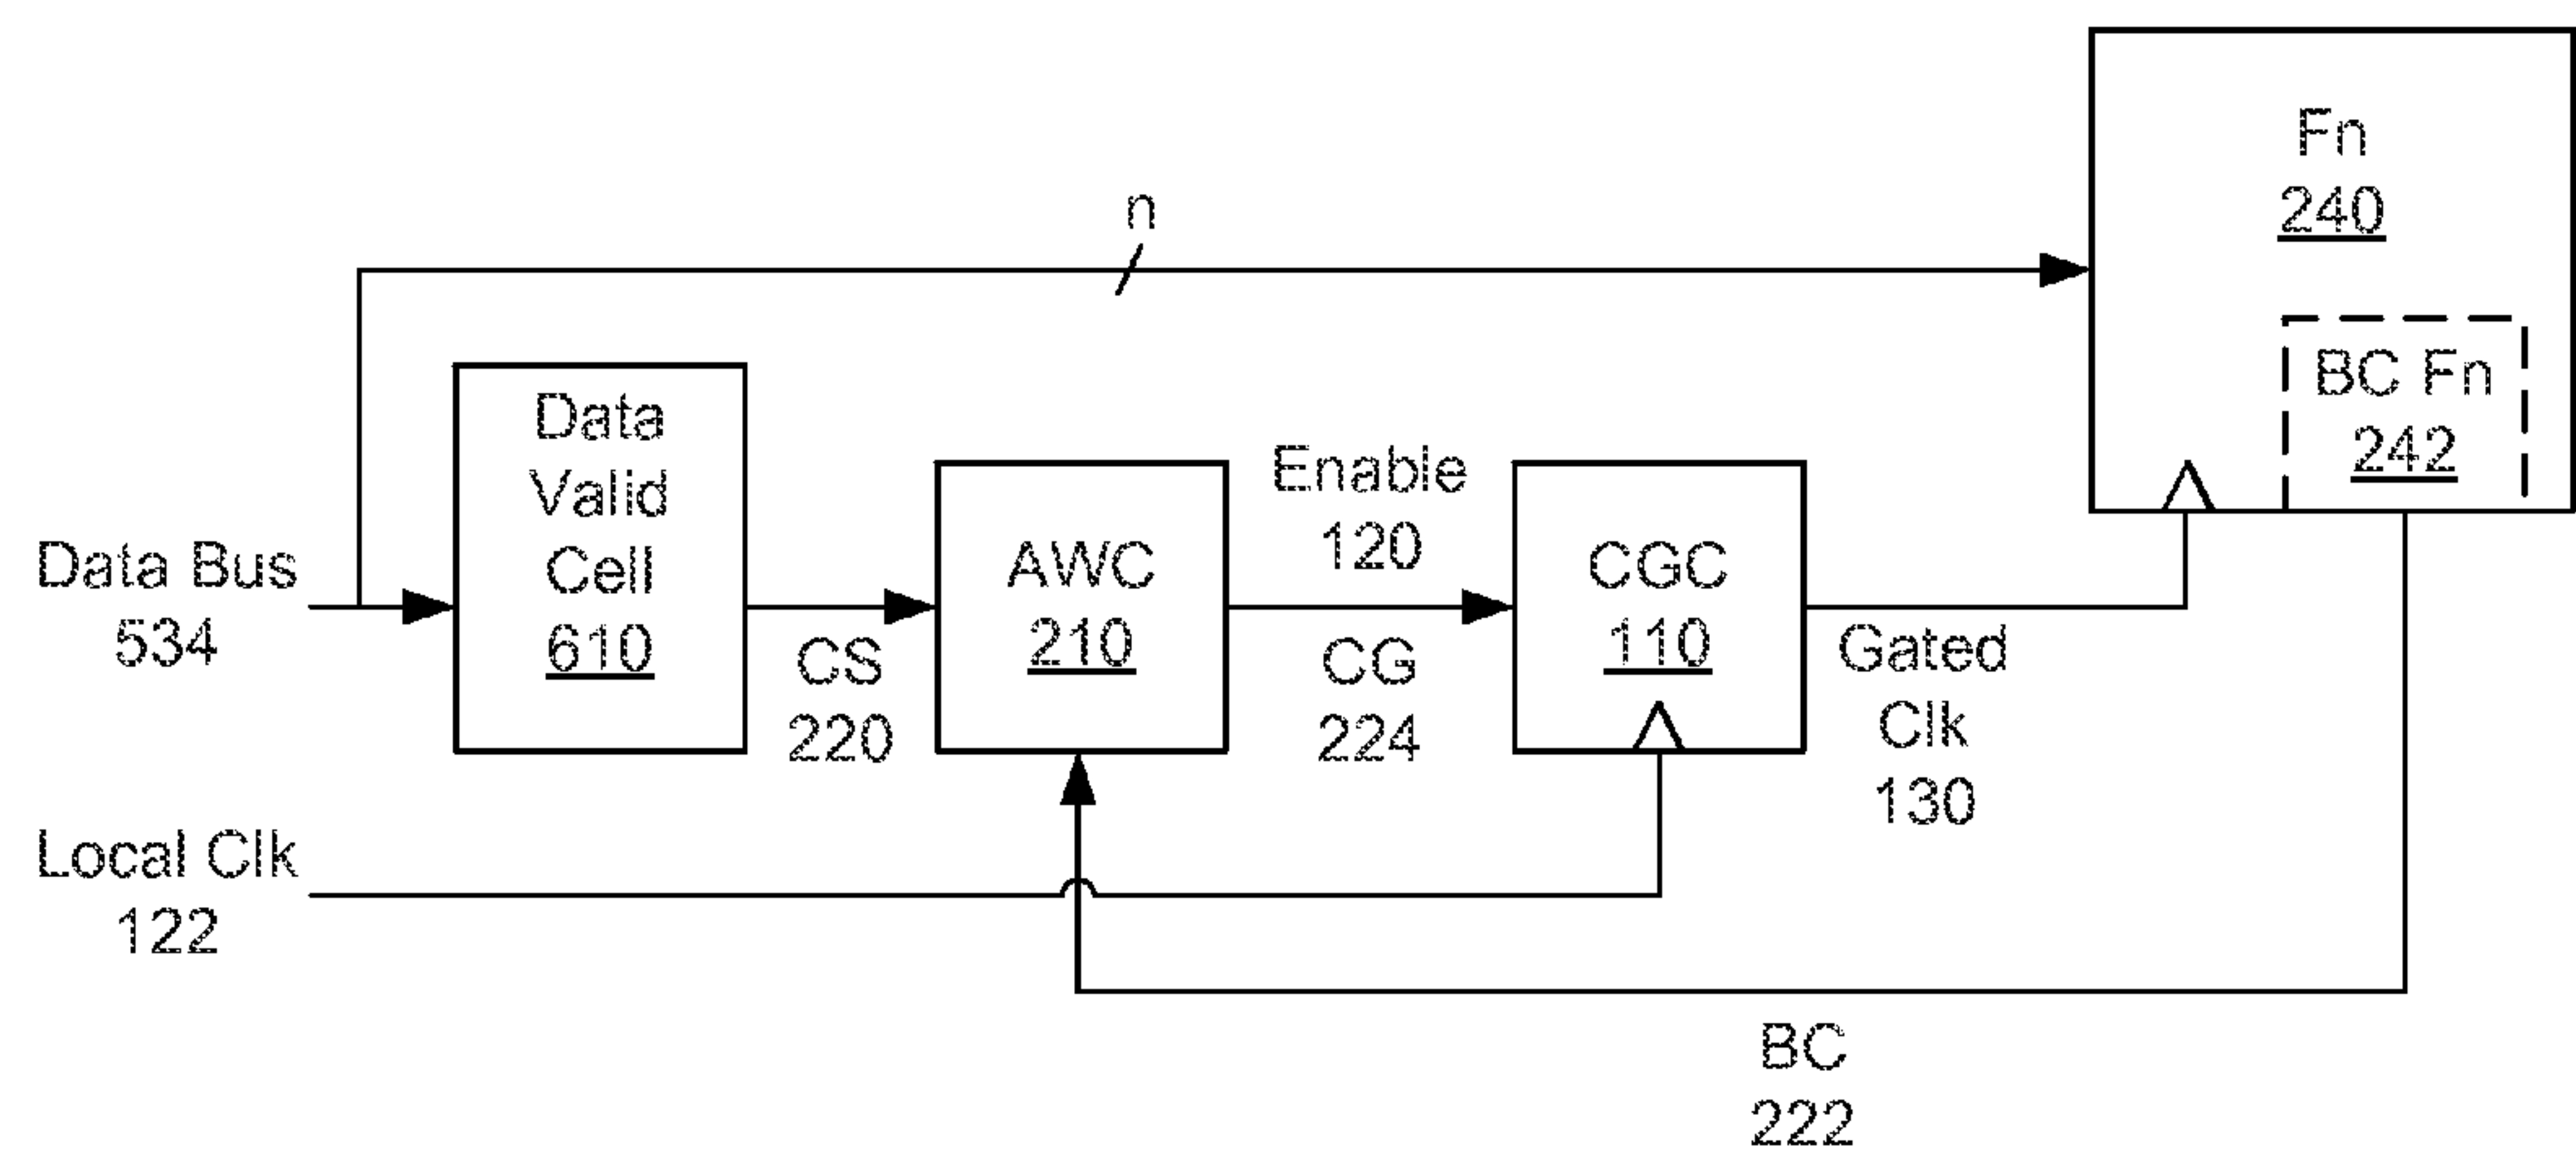 Fn
240
n
BC Fn
242
Data
Valid
Cell
610
Data Bus
534
CS
220
AWC
210
Enable
120
CG
224
CGC
110
Gated
Clk
130
Local Clk
122
BC
222